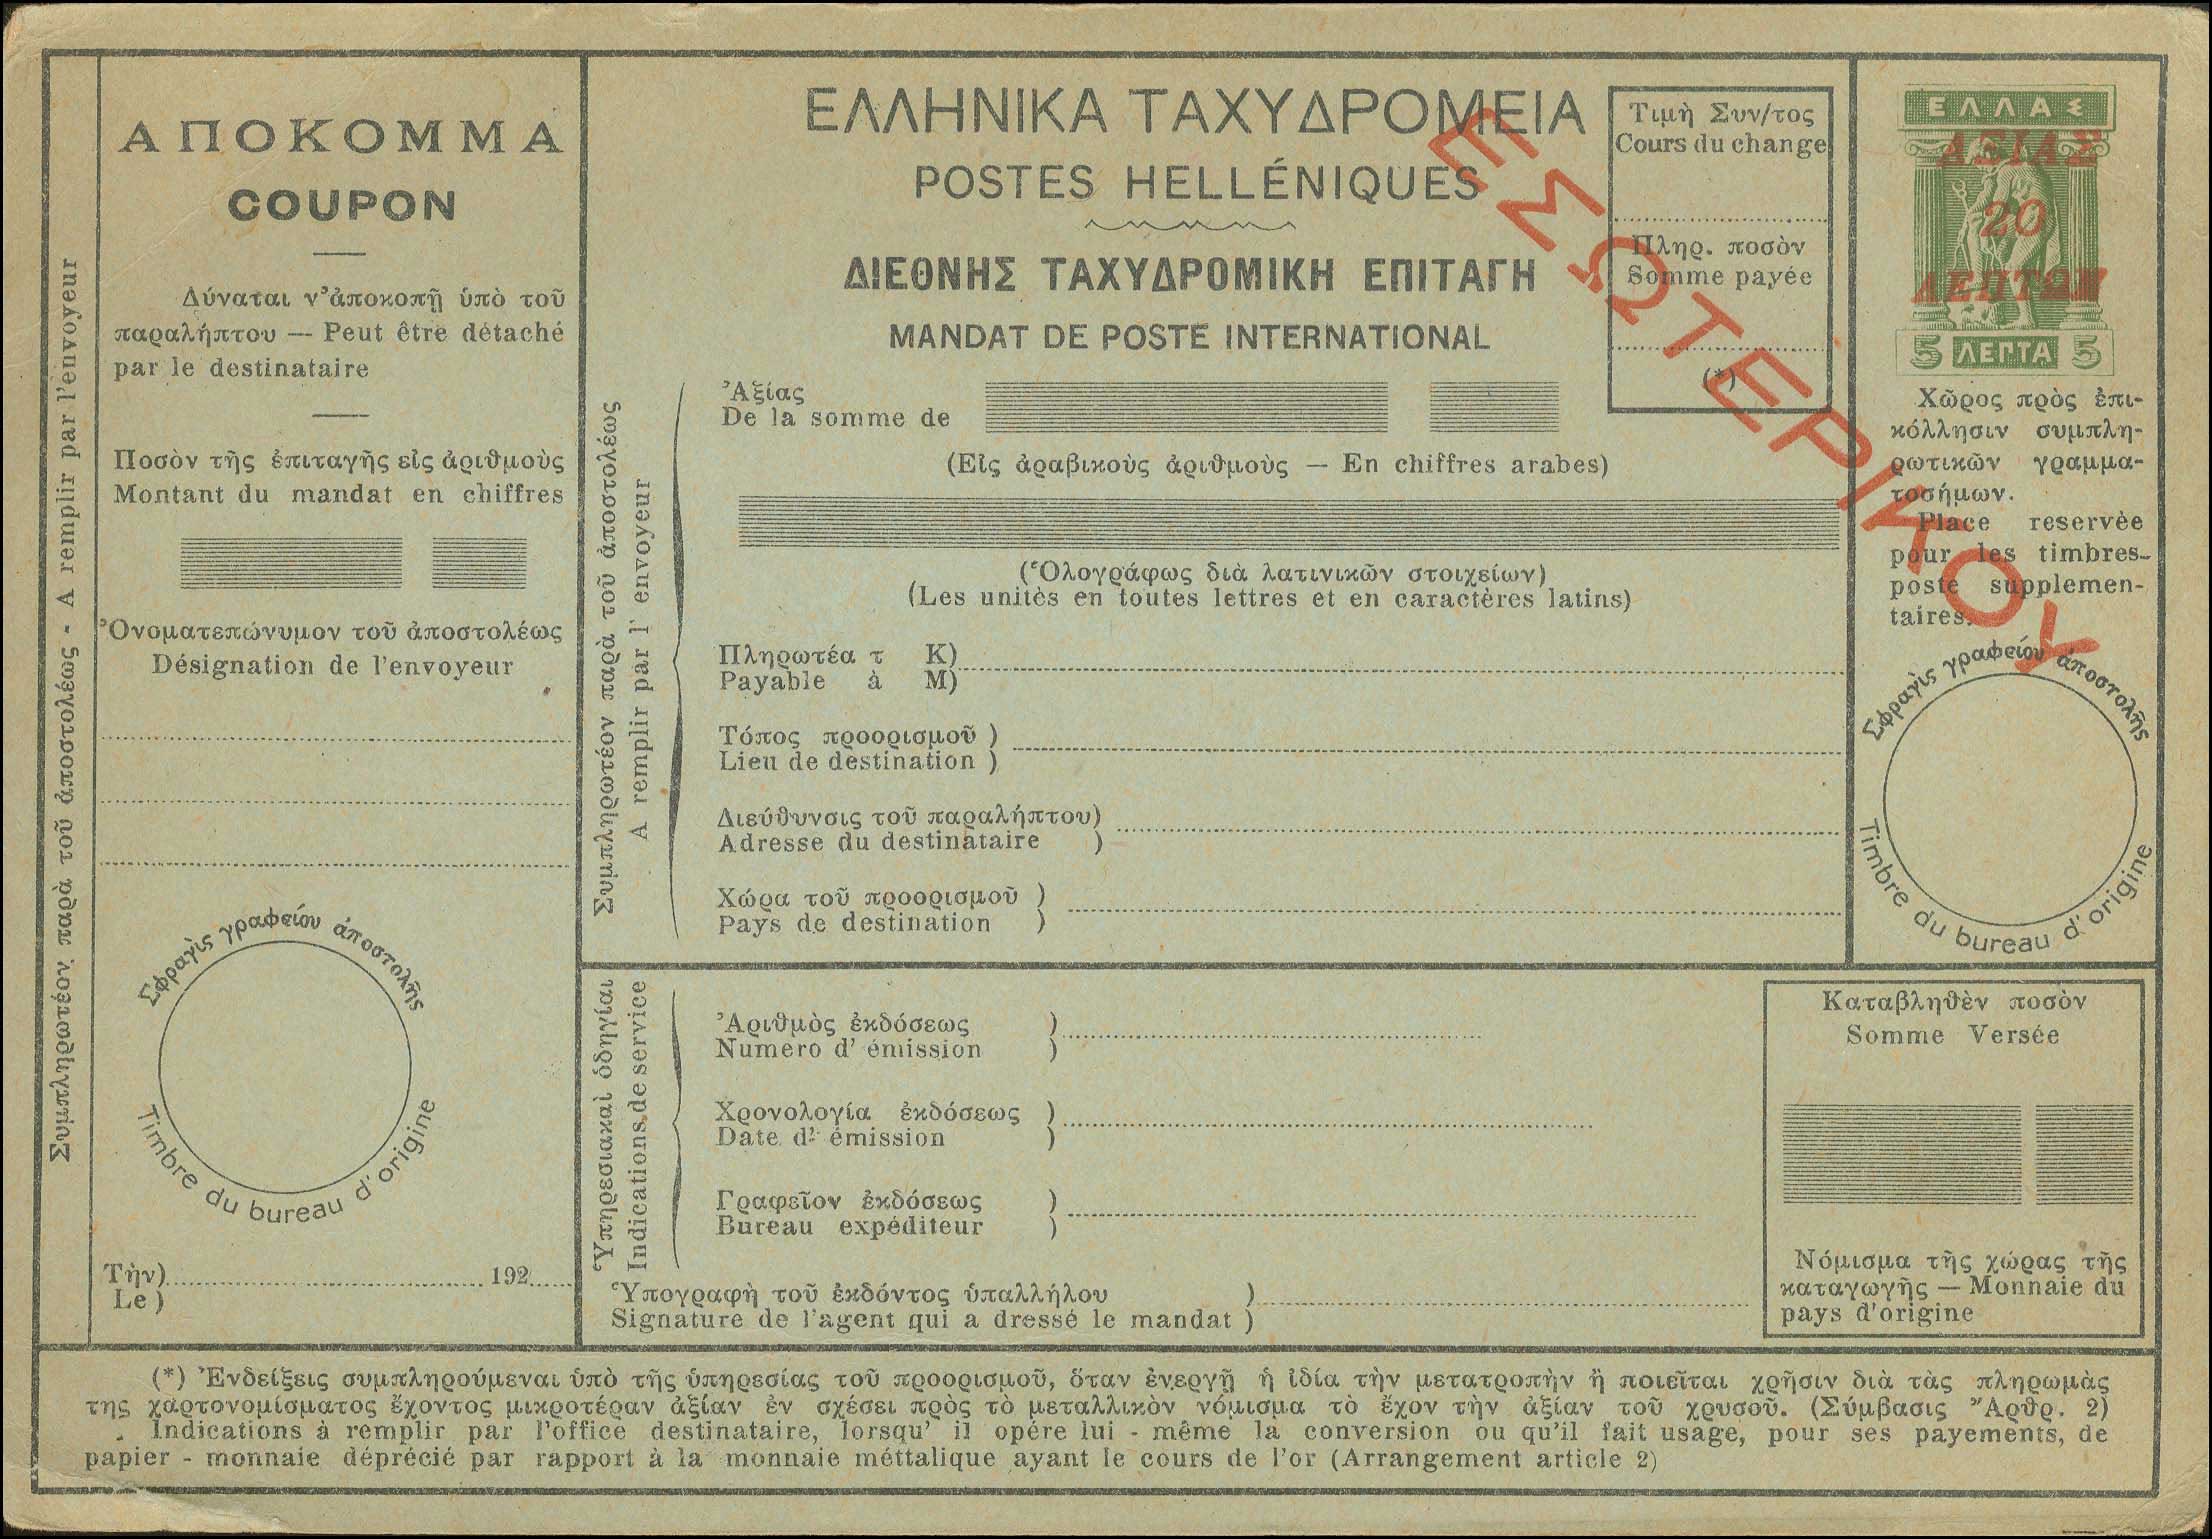 Συμπληρωτέον παρὰ τοῦ ἀποστολέως - A remplir par l'envoyeur
ΑΠΟΚΟΜΜΑ
COUPON
Δύναται ν'ἀποκοπῇ ὑπὸ τοῦ
παραλήπτου — Peut être détaché
par le destinataire
Ποσὸν τῆς ἐπιταγῆς εἰς ἀριθμοὺς
Montant du mandat en chiffres
Ὀνοματεπώνυμον τοῦ ἀποστολέως
Désignation de l'envoyeur
Σφραγὶς γραφείου ἀποστολῆς
Timbre du bureau d'origine
Τὴν) 192
Le )
ΕΛΛΗΝΙΚΑ ΤΑΧΥΔΡΟΜΕΙΑ
POSTES HELLÉNIQUES
ΔΙΕΘΝΗΣ ΤΑΧΥΔΡΟΜΙΚΗ ΕΠΙΤΑΓΗ
MANDAT DE POSTE INTERNATIONAL
ΕΣΩΤΕΡΙΚΟΥ
Τιμὴ Συν/τος
Cours du change
Πληρ. ποσὸν
Somme payée
(*)
Συμπληρωτέον παρὰ τοῦ ἀποστολέως
A remplir par l' envoyeur
Ἀξίας
De la somme de
(Εἰς ἀραβικοὺς ἀριθμοὺς — En chiffres arabes)
(Ὁλογράφως διὰ λατινικῶν στοιχείων)
(Les unitès en toutes lettres et en caractères latins)
Πληρωτέα τ Κ)
Payable à M)
Τόπος προορισμοῦ )
Lieu de destination )
Διεύθυνσις τοῦ παραλήπτου)
Adresse du destinataire )
Χώρα τοῦ προορισμοῦ )
Pays de destination )
ΕΛΛΑΣ
ΑΞΙΑΣ
20
ΛΕΠΤΩΝ
5 ΛΕΠΤΑ 5
Χῶρος πρὸς ἐπι-
κόλλησιν συμπλη-
ρωτικῶν γραμμα-
τοσήμων.
Place reservèe
pour les timbres-
poste supplemen-
taires.
Σφραγὶς γραφείου ἀποστολῆς
Timbre du bureau d'origine
Ὑπηρεσιακαὶ ὁδηγίαι
Indications de service
Ἀριθμὸς ἐκδόσεως )
Numero d' émission )
Χρονολογία ἐκδόσεως )
Date d' émission )
Γραφεῖον ἐκδόσεως )
Bureau expéditeur )
Ὑπογραφὴ τοῦ ἐκδόντος ὑπαλλήλου )
Signature de l'agent qui a dressé le mandat )
Καταβληθὲν ποσὸν
Somme Versée
Νόμισμα τῆς χώρας τῆς
καταγωγῆς — Monnaie du
pays d'origine
(*) Ἐνδείξεις συμπληρούμεναι ὑπὸ τῆς ὑπηρεσίας τοῦ προορισμοῦ, ὅταν ἐνεργῇ ἡ ἰδία τὴν μετατροπὴν ἢ ποιεῖται χρῆσιν διὰ τὰς πληρωμὰς
της χαρτονομίσματος ἔχοντος μικροτέραν ἀξίαν ἐν σχέσει πρὸς τὸ μεταλλικὸν νόμισμα τὸ ἔχον τὴν ἀξίαν τοῦ χρυσοῦ. (Σύμβασις Ἄρθρ. 2)
Indications à remplir par l'office destinataire, lorsqu' il opére lui - même la conversion ou qu'il fait usage, pour ses payements, de
papier - monnaie déprécié par rapport à la monnaie méttalique ayant le cours de l'or (Arrangement article 2)